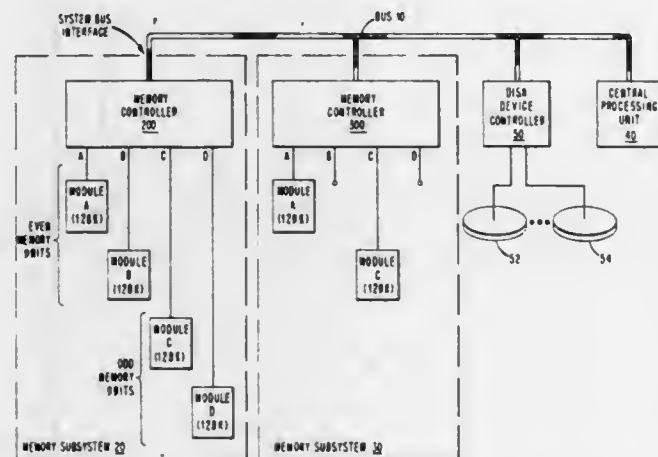 SYSTEM BUS
INTERFACE
P
BUS 10
MEMORY
CONTROLLER
200
MEMORY
CONTROLLER
300
DISK
DEVICE
CONTROLLER
50
CENTRAL
PROCESSING
UNIT
40
A B C D
A B C D
EVEN
MEMORY
UNITS
MODULE
A
(128K)
MODULE
A
(128K)
MODULE
B
(128K)
MODULE
C
(128K)
52
54
ODD
MEMORY
UNITS
MODULE
C
(128K)
MODULE
D
(128K)
MEMORY SUBSYSTEM 20
MEMORY SUBSYSTEM 30